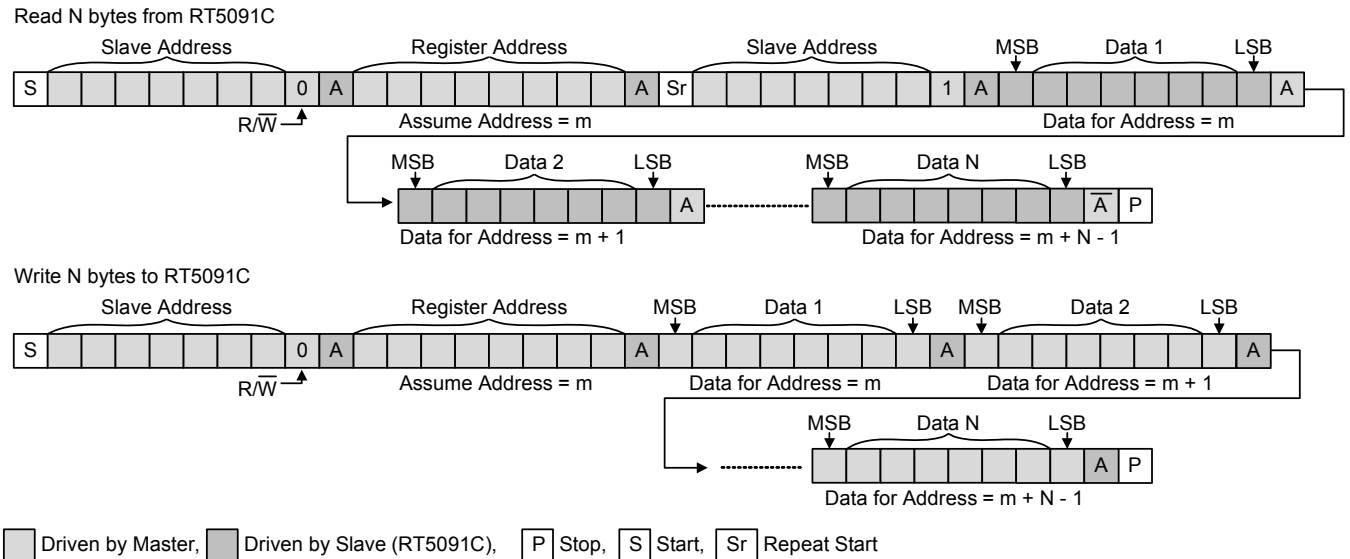 Read N bytes from RT5091C
Slave Address Register Address Slave Address MSB Data 1 LSB
S 0 A A Sr 1 A A
R/W̅ Assume Address = m Data for Address = m
MSB Data 2 LSB MSB Data N LSB
A A̅ P
Data for Address = m + 1 Data for Address = m + N - 1
Write N bytes to RT5091C
Slave Address Register Address MSB Data 1 LSB MSB Data 2 LSB
S 0 A A A A
R/W̅ Assume Address = m Data for Address = m Data for Address = m + 1
MSB Data N LSB
A P
Data for Address = m + N - 1
Driven by Master, Driven by Slave (RT5091C), P Stop, S Start, Sr Repeat Start